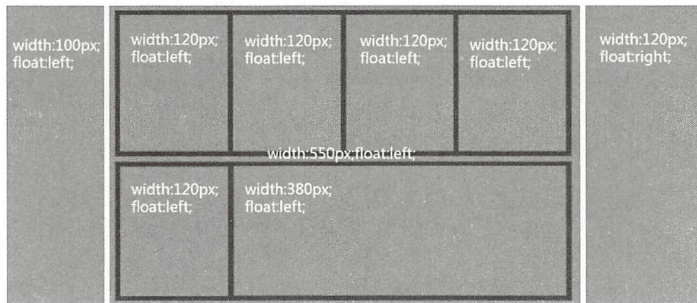 width:100px;
float:left;
width:120px;
float:left;
width:120px;
float:left;
width:120px;
float:left;
width:120px;
float:left;
width:120px;
float:right;
width:550px;float:left;
width:120px;
float:left;
width:380px;
float:left;